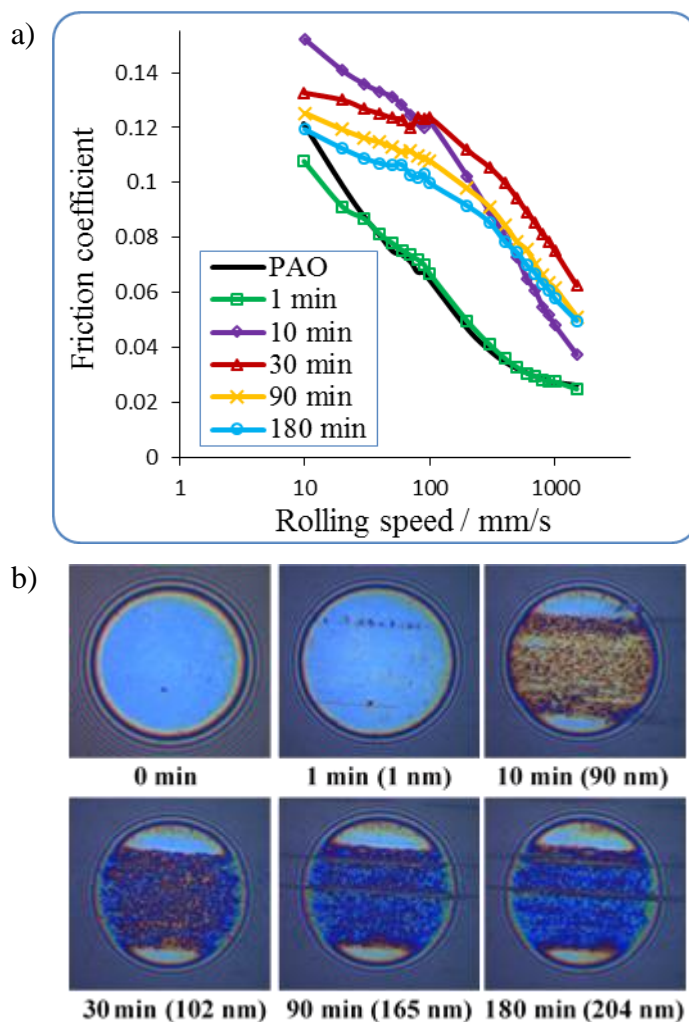 a)
Friction coefficient
0.14
0.12
0.1
0.08
0.06
0.04
0.02
0
PAO
1 min
10 min
30 min
90 min
180 min
1 10 100 1000
Rolling speed / mm/s
b)
0 min 1 min (1 nm) 10 min (90 nm)
30 min (102 nm) 90 min (165 nm) 180 min (204 nm)